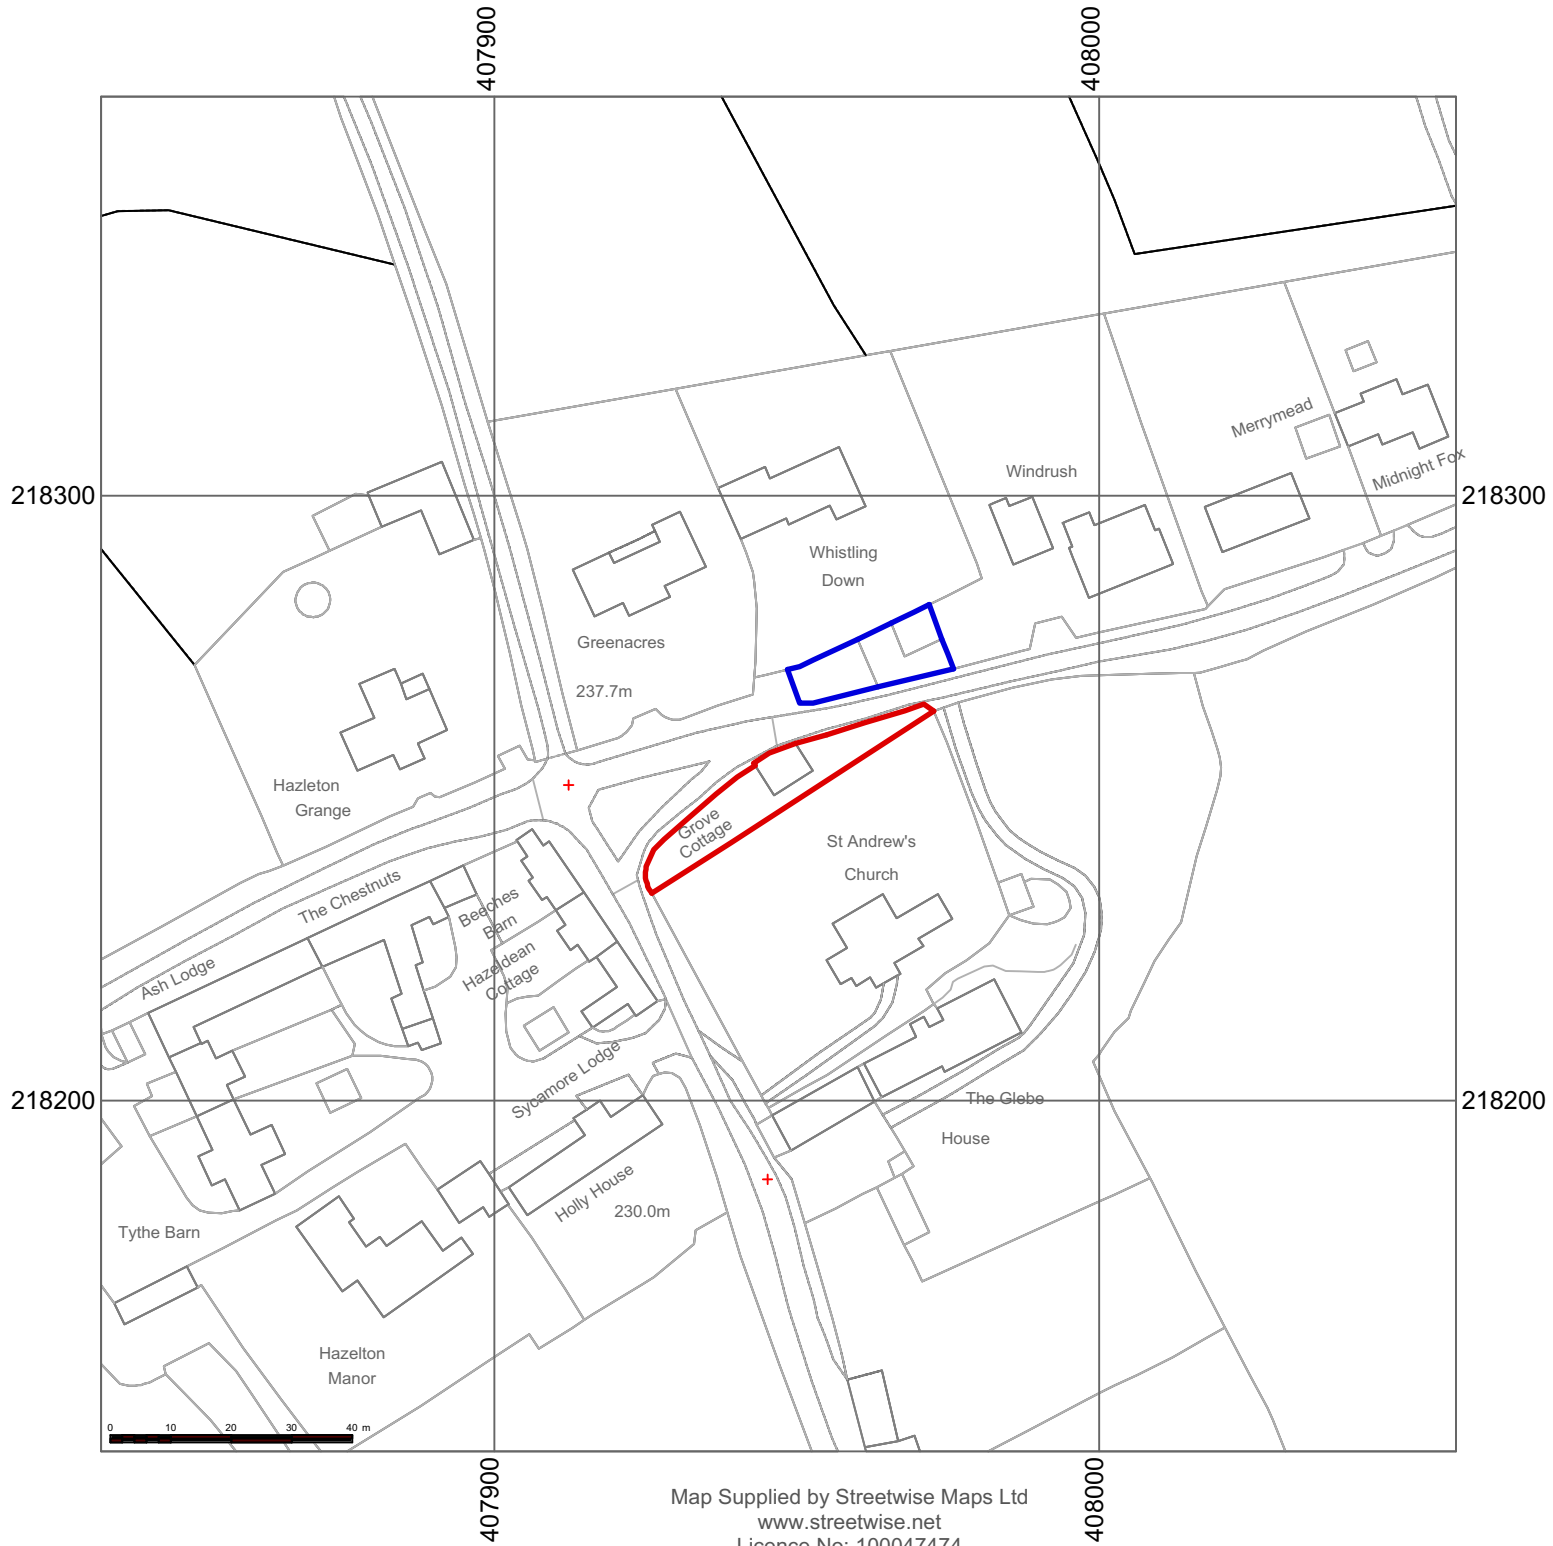 407900
408000
218300
218300
Merrymead
Midnight Fox
Windrush
Whistling
Down
Greenacres
237.7m
Hazleton
Grange
Grove
Cottage
St Andrew's
Church
The Chestnuts
Beeches
Barn
Hazeldean
Cottage
Ash Lodge
Sycamore Lodge
218200
218200
The Glebe
House
Holly House
230.0m
Tythe Barn
Hazelton
Manor
0 10 20 30 40 m
407900
408000
Map Supplied by Streetwise Maps Ltd
www.streetwise.net
Licence No: 100047474